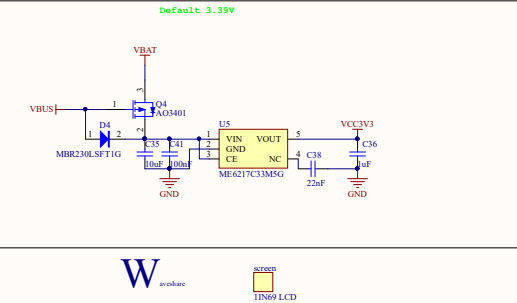 Default 3.39V
VBAT
3
Q4
VBUS
1
AO3401
2
D4
1 2
MBR230LSFT1G
C35
10uF
C41
100nF
GND
U5
1 VIN VOUT 5
2 GND
3 CE NC 4
ME6217C33M5G
VCC3V3
C38
22nF
C36
1uF
GND
Waveshare
screen
1IN69 LCD